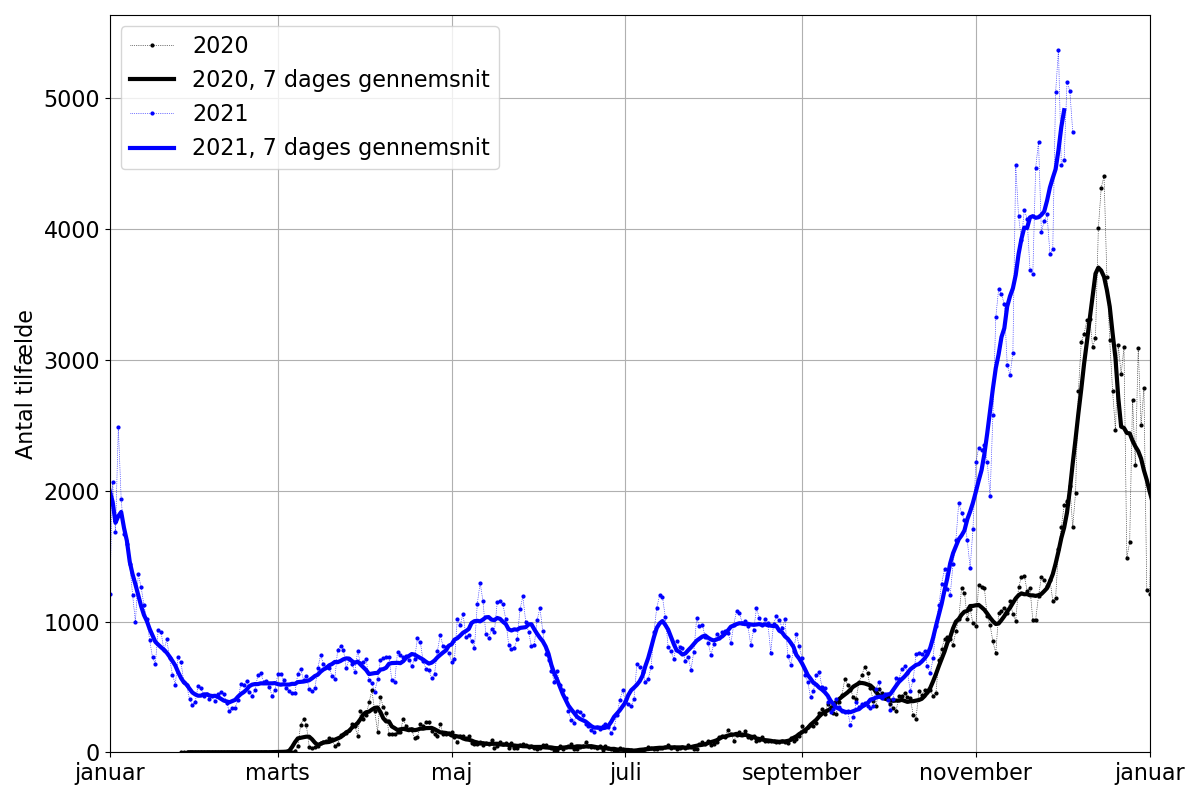 2020
2020, 7 dages gennemsnit
2021
2021, 7 dages gennemsnit
Antal tilfælde
5000
4000
3000
2000
1000
0
januar marts maj juli september november januar